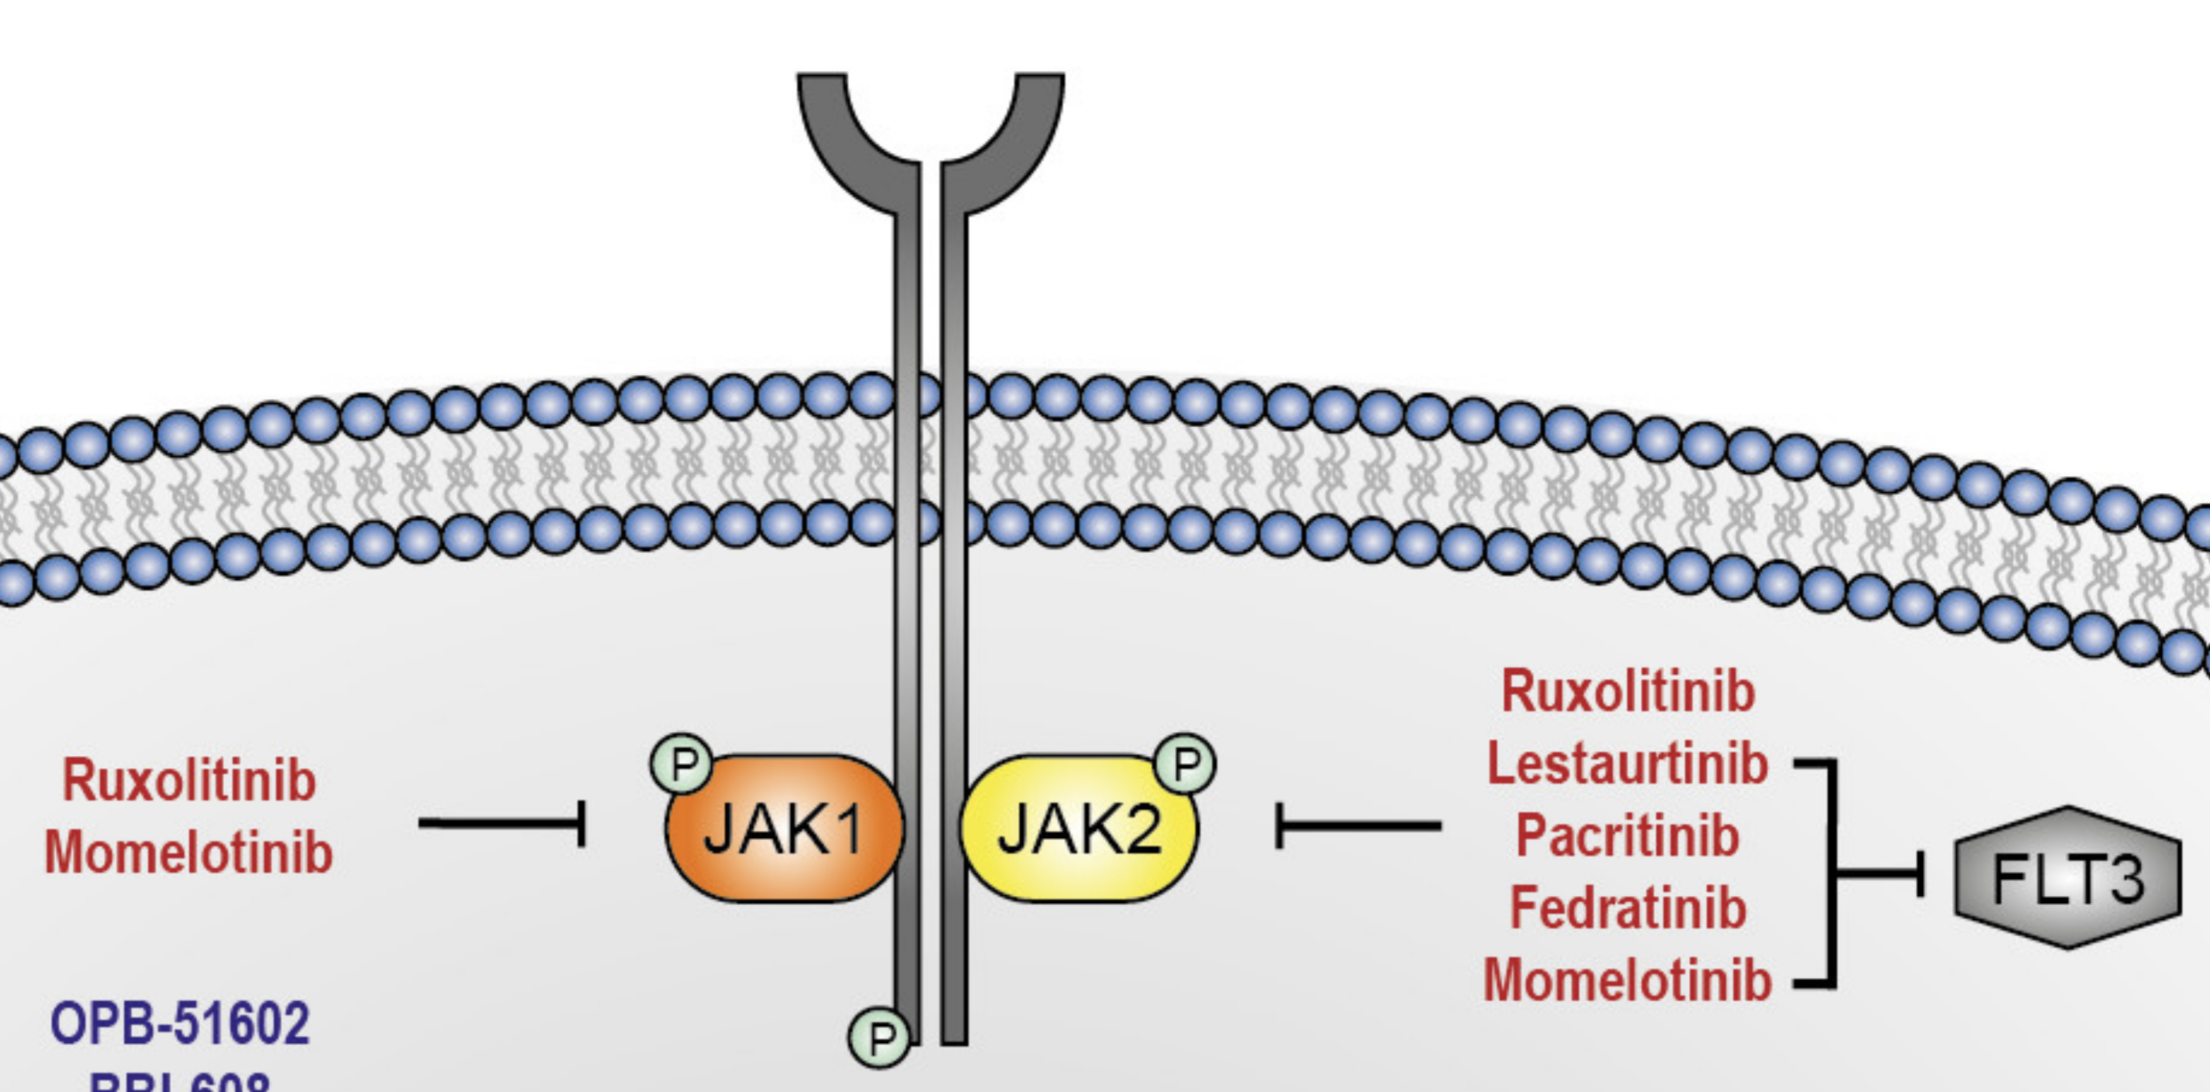 Ruxolitinib
Momelotinib
P
JAK1
P
JAK2
P
Ruxolitinib
Lestaurtinib
Pacritinib
Fedratinib
Momelotinib
FLT3
OPB-51602